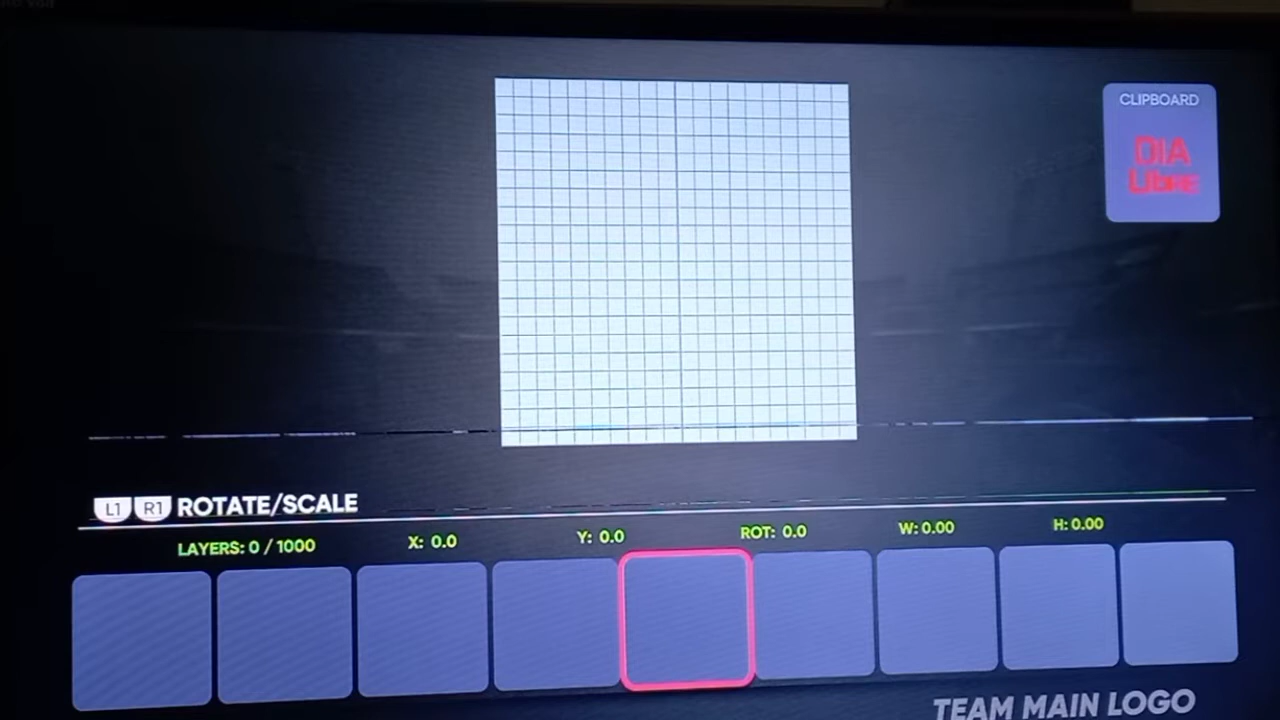 CLIPBOARD
DIA
LIBRE
L1 R1 ROTATE/SCALE
LAYERS: 0 / 1000 X: 0.0 Y: 0.0 ROT: 0.0 W: 0.00 H: 0.00
TEAM MAIN LOGO